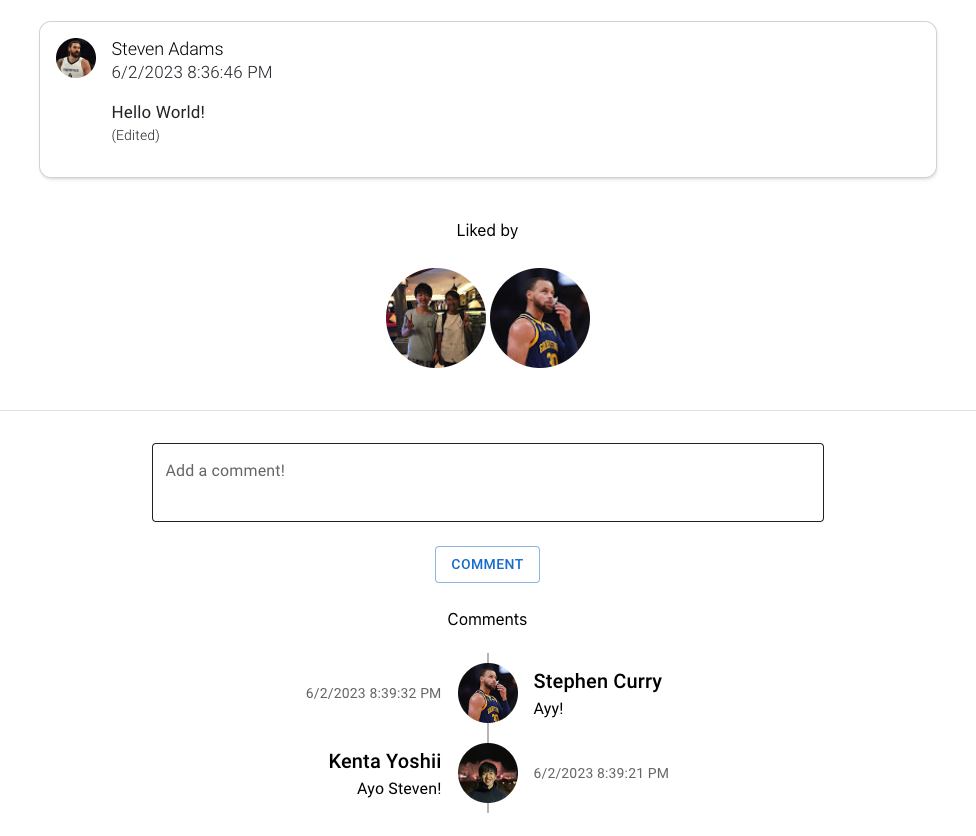 Steven Adams
6/2/2023 8:36:46 PM
Hello World!
(Edited)
Liked by
Add a comment!
COMMENT
Comments
6/2/2023 8:39:32 PM
Stephen Curry
Ayy!
Kenta Yoshii
Ayo Steven!
6/2/2023 8:39:21 PM